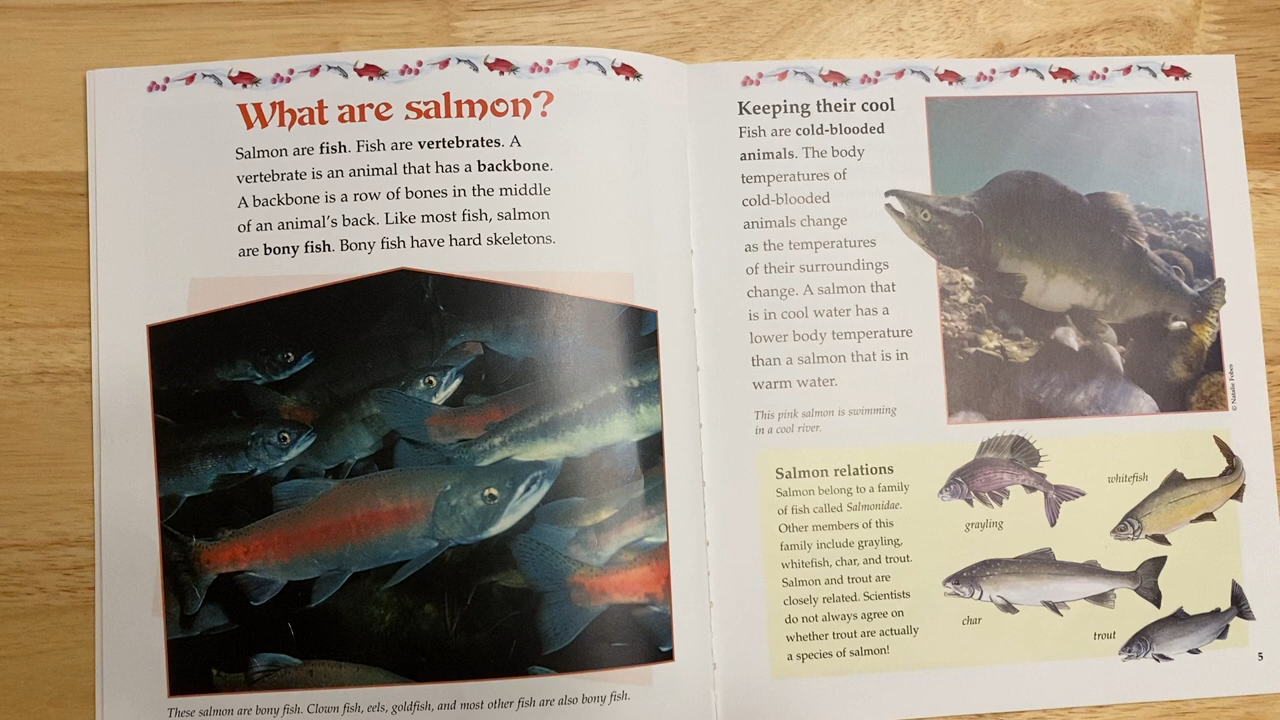 What are salmon?
Salmon are fish. Fish are vertebrates. A
vertebrate is an animal that has a backbone.
A backbone is a row of bones in the middle
of an animal's back. Like most fish, salmon
are bony fish. Bony fish have hard skeletons.
These salmon are bony fish. Clown fish, eels, goldfish, and most other fish are also bony fish.
Keeping their cool
Fish are cold-blooded
animals. The body
temperatures of
cold-blooded
animals change
as the temperatures
of their surroundings
change. A salmon that
is in cool water has a
lower body temperature
than a salmon that is in
warm water.
This pink salmon is swimming
in a cool river.
© Natalie Fobes
Salmon relations
Salmon belong to a family
of fish called Salmonidae.
Other members of this
family include grayling,
whitefish, char, and trout.
Salmon and trout are
closely related. Scientists
do not always agree on
whether trout are actually
a species of salmon!
grayling
whitefish
char
trout
5